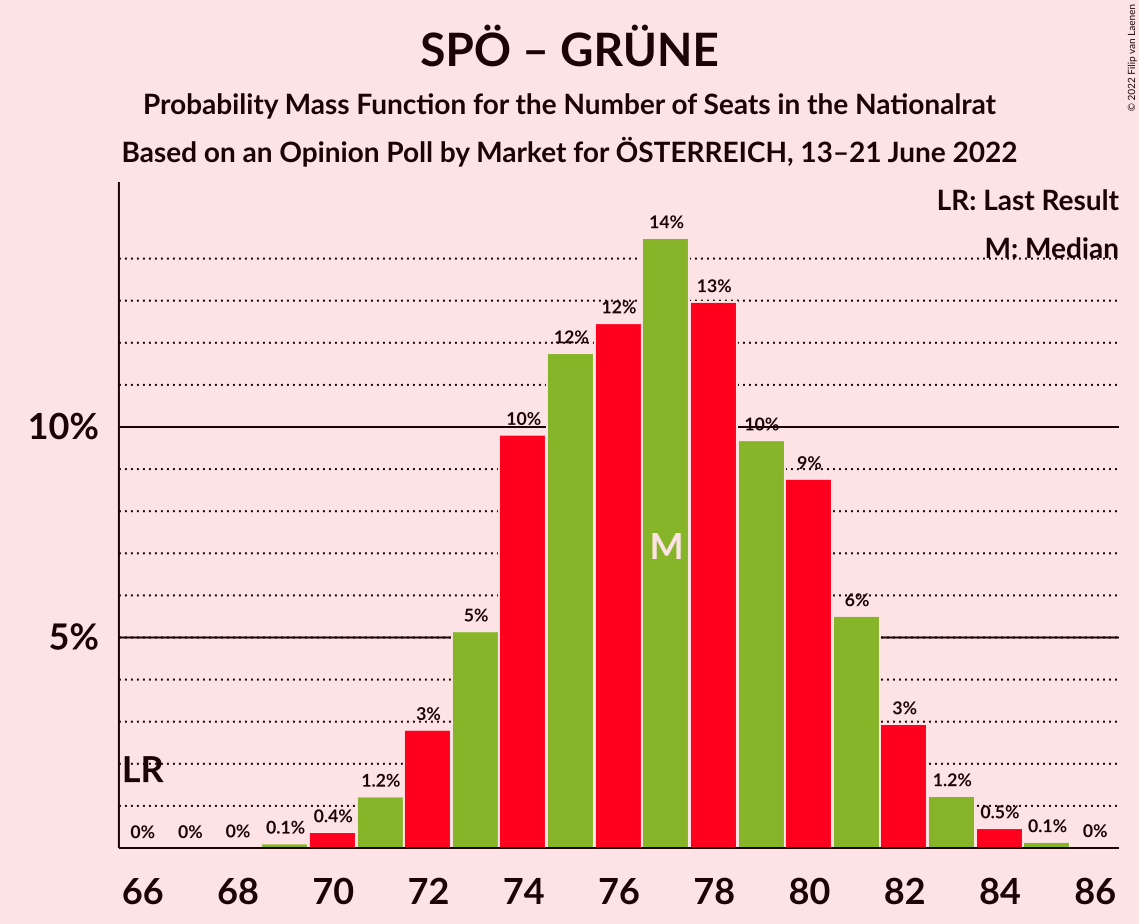 SPÖ – GRÜNE
Probability Mass Function for the Number of Seats in the Nationalrat
Based on an Opinion Poll by Market for ÖSTERREICH, 13–21 June 2022
© 2022 Filip van Laenen
LR: Last Result
M: Median
14%
13%
12%
12%
10%
10%
10%
9%
M
6%
5%
5%
3%
3%
LR
1.2%
1.2%
0.4%
0.5%
0%
0%
0%
0.1%
0.1%
0%
66 68 70 72 74 76 78 80 82 84 86